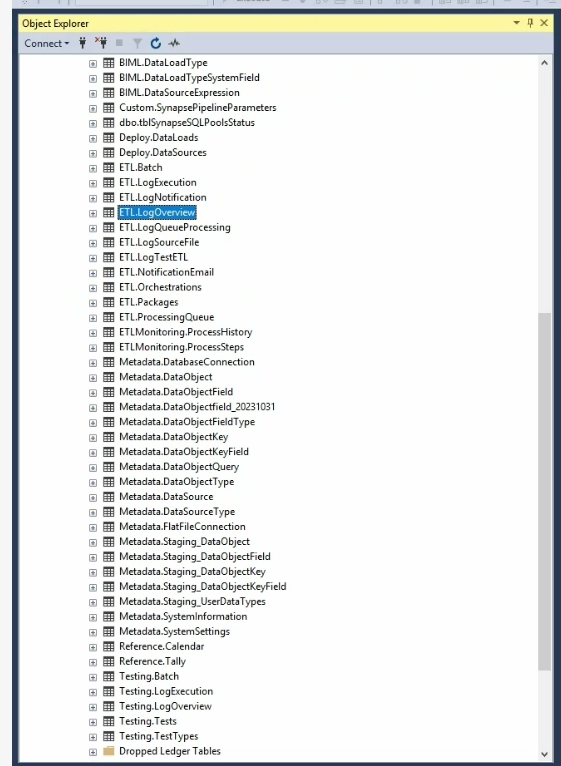 Object Explorer
Connect
BIML.DataLoadType
BIML.DataLoadTypeSystemField
BIML.DataSourceExpression
Custom.SynapsePipelineParameters
dbo.tblSynapseSQLPoolsStatus
Deploy.DataLoads
Deploy.DataSources
ETL.Batch
ETL.LogExecution
ETL.LogNotification
ETL.LogOverview
ETL.LogQueueProcessing
ETL.LogSourceFile
ETL.LogTestETL
ETL.NotificationEmail
ETL.Orchestrations
ETL.Packages
ETL.ProcessingQueue
ETLMonitoring.ProcessHistory
ETLMonitoring.ProcessSteps
Metadata.DatabaseConnection
Metadata.DataObject
Metadata.DataObjectField
Metadata.DataObjectfield_20231031
Metadata.DataObjectFieldType
Metadata.DataObjectKey
Metadata.DataObjectKeyField
Metadata.DataObjectQuery
Metadata.DataObjectType
Metadata.DataSource
Metadata.DataSourceType
Metadata.FlatFileConnection
Metadata.Staging_DataObject
Metadata.Staging_DataObjectField
Metadata.Staging_DataObjectKey
Metadata.Staging_DataObjectKeyField
Metadata.Staging_UserDataTypes
Metadata.SystemInformation
Metadata.SystemSettings
Reference.Calendar
Reference.Tally
Testing.Batch
Testing.LogExecution
Testing.LogOverview
Testing.Tests
Testing.TestTypes
Dropped Ledger Tables